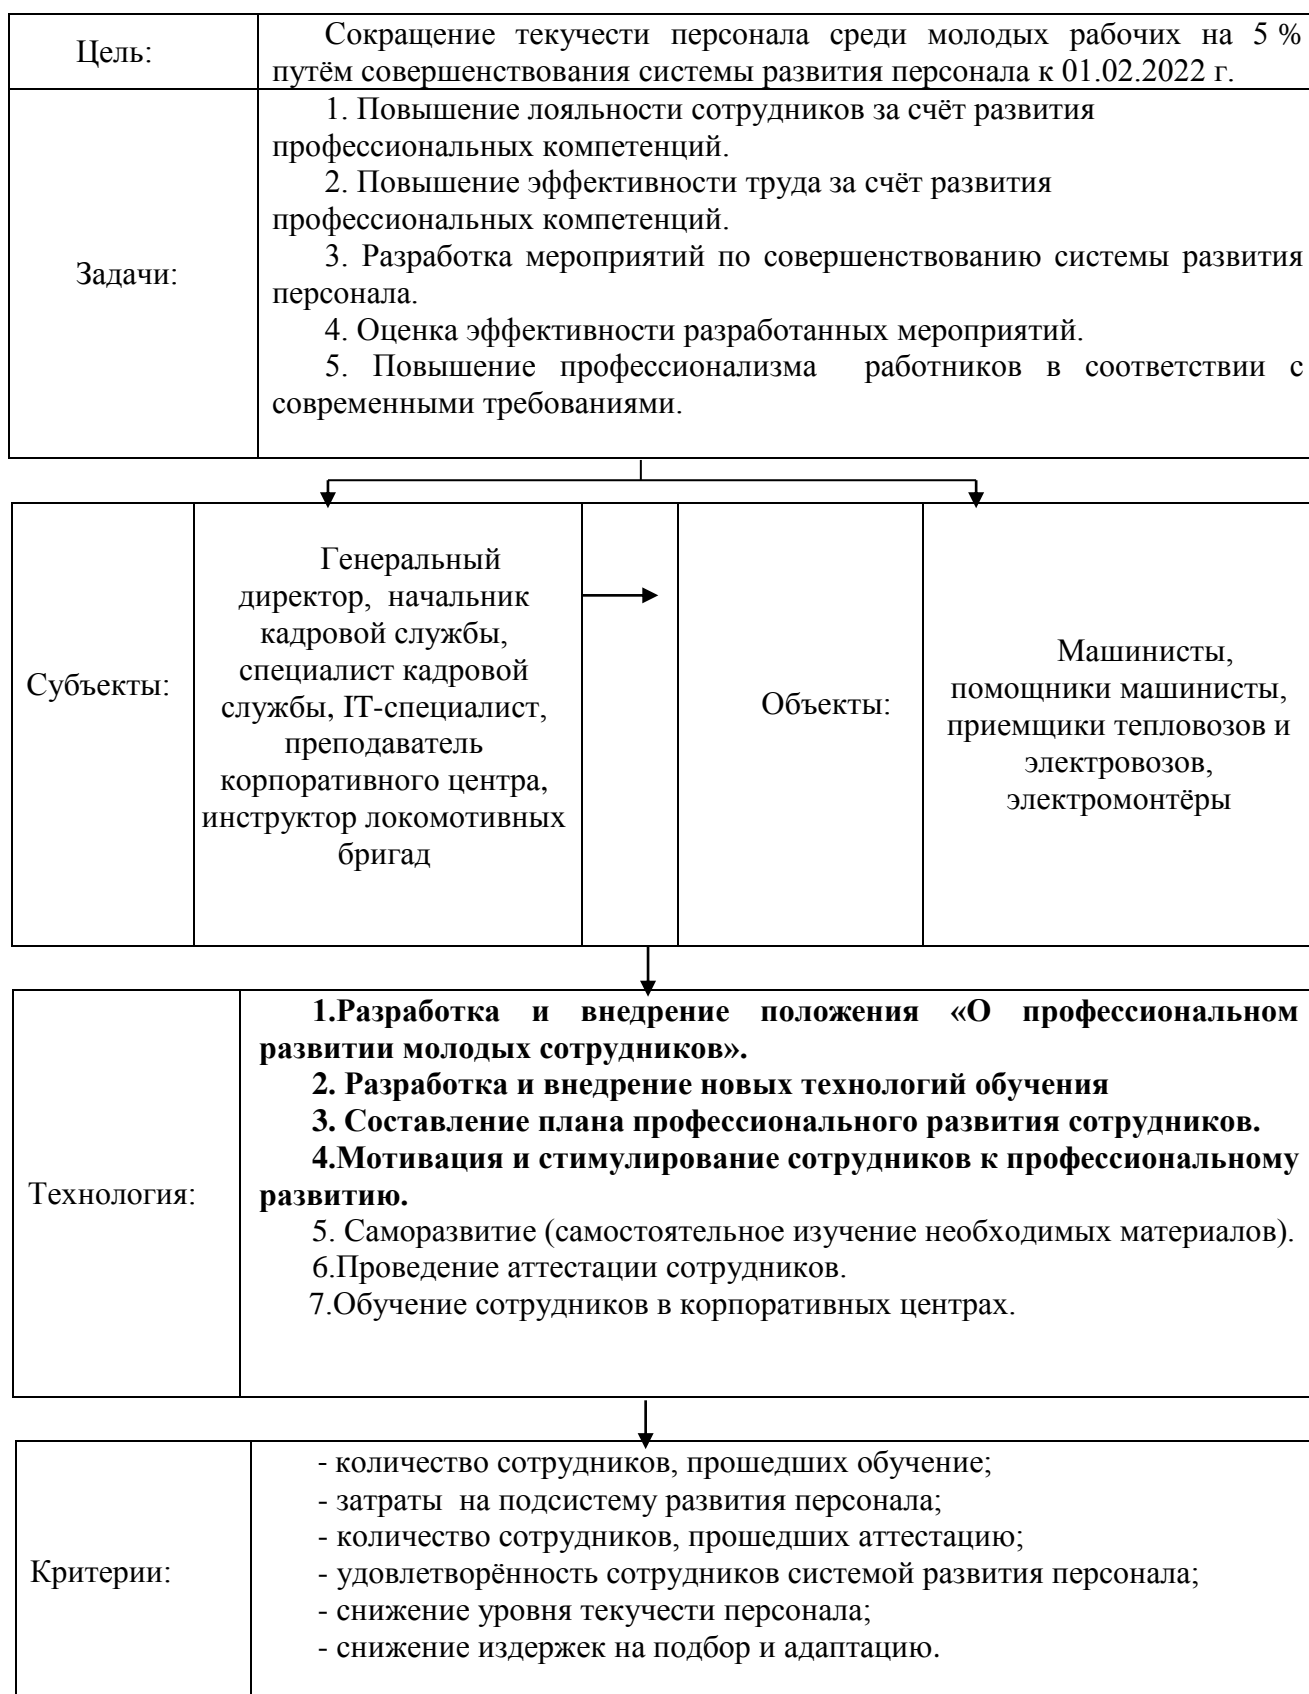 Цель:
Сокращение текучести персонала среди молодых рабочих на 5 %
путём совершенствования системы развития персонала к 01.02.2022 г.
Задачи:
1. Повышение лояльности сотрудников за счёт развития
профессиональных компетенций.
2. Повышение эффективности труда за счёт развития
профессиональных компетенций.
3. Разработка мероприятий по совершенствованию системы развития
персонала.
4. Оценка эффективности разработанных мероприятий.
5. Повышение профессионализма работников в соответствии с
современными требованиями.
Субъекты:
Генеральный
директор, начальник
кадровой службы,
специалист кадровой
службы, IT-специалист,
преподаватель
корпоративного центра,
инструктор локомотивных
бригад
Объекты:
Машинисты,
помощники машинисты,
приемщики тепловозов и
электровозов,
электромонтёры
Технология:
1.Разработка и внедрение положения «О профессиональном
развитии молодых сотрудников».
2. Разработка и внедрение новых технологий обучения
3. Составление плана профессионального развития сотрудников.
4.Мотивация и стимулирование сотрудников к профессиональному
развитию.
5. Саморазвитие (самостоятельное изучение необходимых материалов).
6.Проведение аттестации сотрудников.
7.Обучение сотрудников в корпоративных центрах.
Критерии:
- количество сотрудников, прошедших обучение;
- затраты на подсистему развития персонала;
- количество сотрудников, прошедших аттестацию;
- удовлетворённость сотрудников системой развития персонала;
- снижение уровня текучести персонала;
- снижение издержек на подбор и адаптацию.